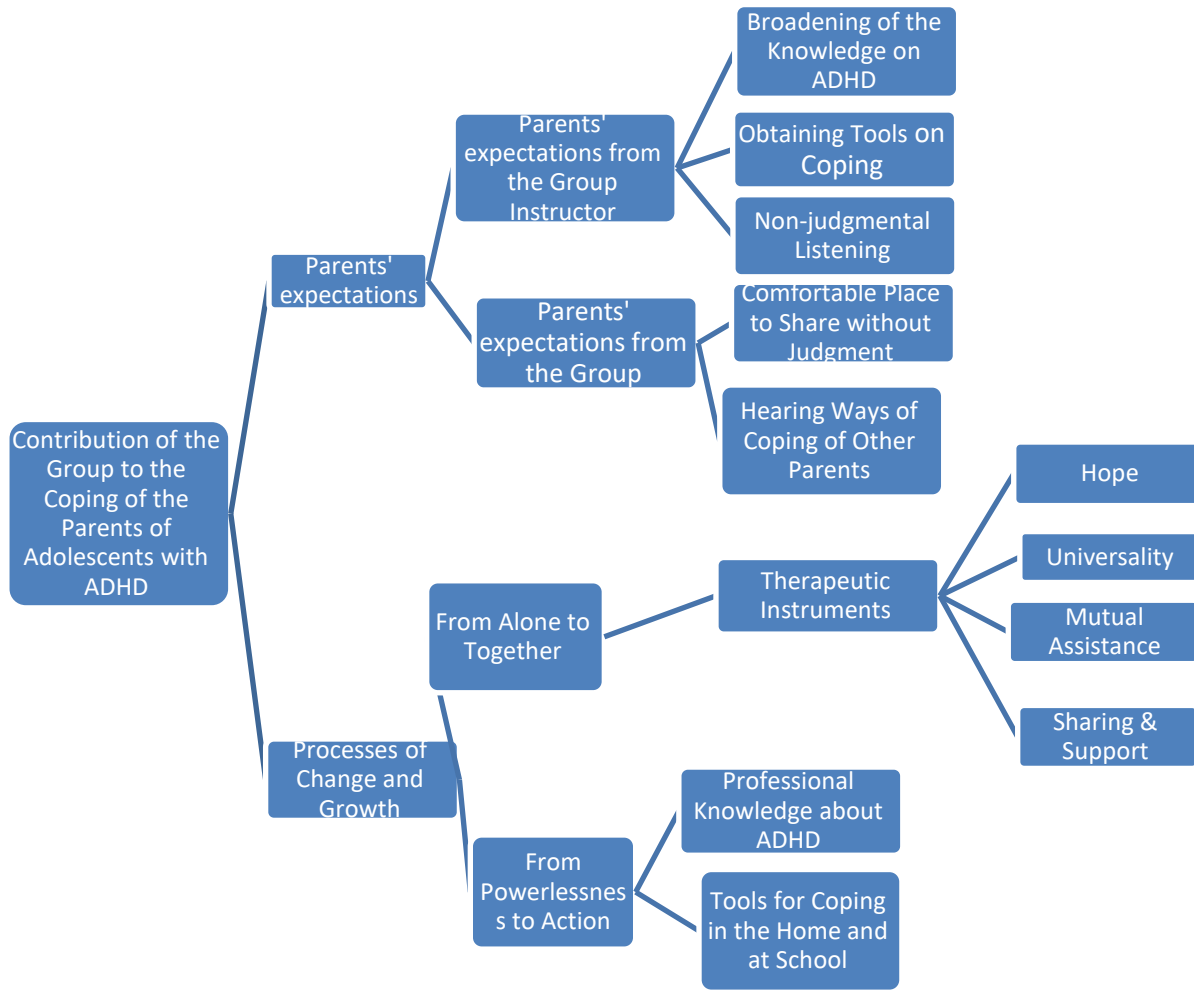 Broadening of the
Knowledge on
ADHD
Parents'
expectations from
the Group
Instructor
Obtaining Tools on
Coping
Non-judgmental
Listening
Parents'
expectations
Comfortable Place
to Share without
Judgment
Parents'
expectations from
the Group
Hearing Ways of
Coping of Other
Parents
Contribution of the
Group to the
Coping of the
Parents of
Adolescents with
ADHD
Hope
Universality
Therapeutic
Instruments
From Alone to
Together
Mutual
Assistance
Sharing &
Support
Processes of
Change and
Growth
Professional
Knowledge about
ADHD
From
Powerlessnes
s to Action
Tools for Coping
in the Home and
at School